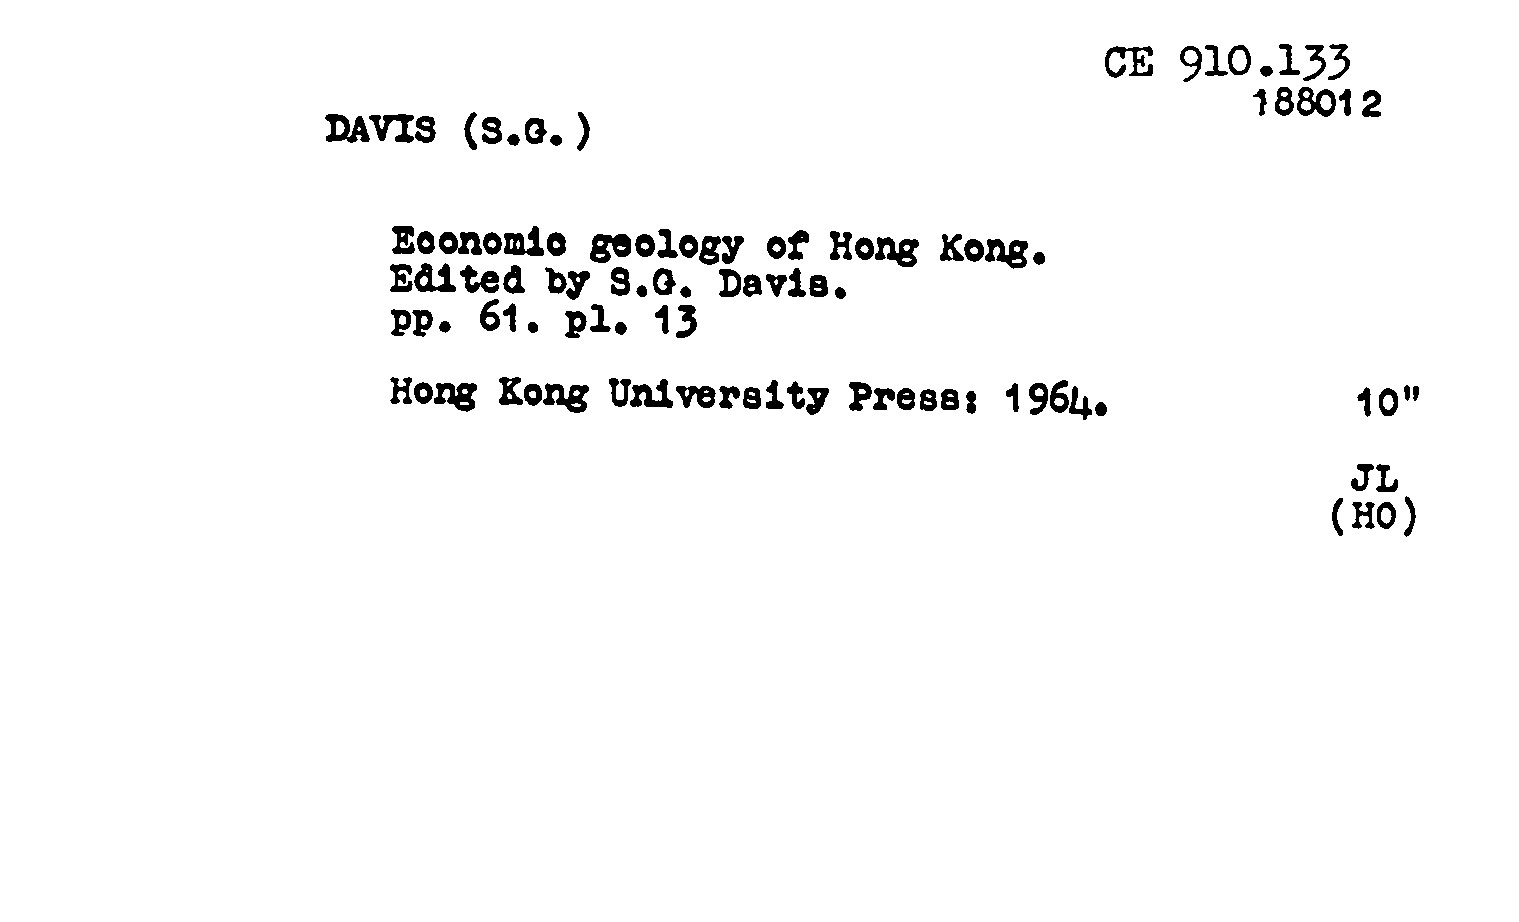 CE 910.133
188012
DAVIS (S.G.)
Economic geology of Hong Kong.
Edited by S.G. Davis.
pp. 61. pl. 13
Hong Kong University Press: 1964. 10"
JL
(HO)